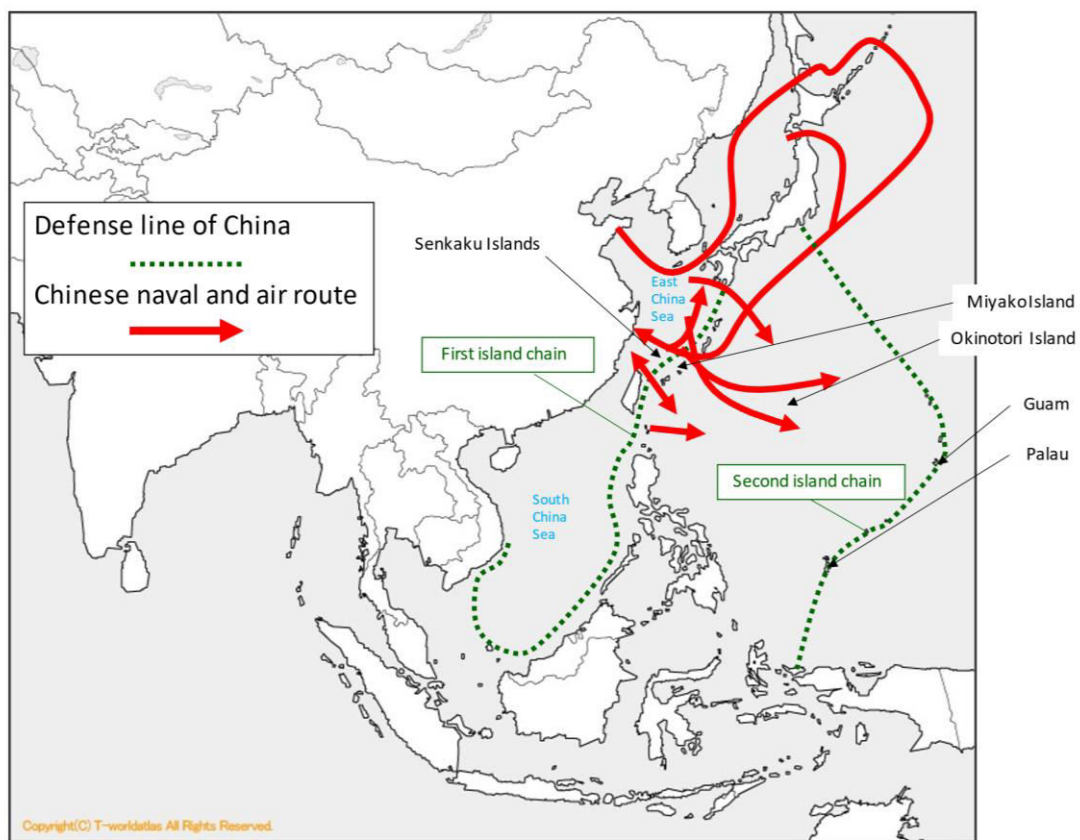 Defense line of China
Chinese naval and air route
Senkaku Islands
East
China
Sea
Miyako Island
Okinotori Island
First island chain
Guam
Palau
Second island chain
South
China
Sea
Copyright(C) T-worldatlas All Rights Reserved.